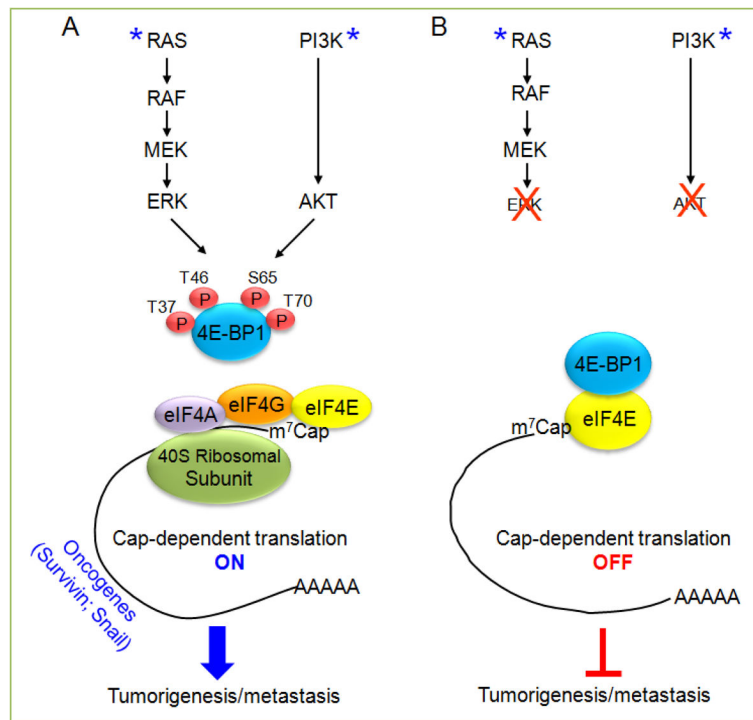 A
* RAS
PI3K *
RAF
MEK
ERK
AKT
T46
S65
T37
T70
P
P
P
P
4E-BP1
eIF4A
eIF4G
eIF4E
m⁷Cap
40S Ribosomal
Subunit
Cap-dependent translation
ON
Oncogenes
(Survivin; Snail)
AAAAA
Tumorigenesis/metastasis
B
* RAS
PI3K *
RAF
MEK
ERK
AKT
4E-BP1
eIF4E
m⁷Cap
Cap-dependent translation
OFF
AAAAA
Tumorigenesis/metastasis